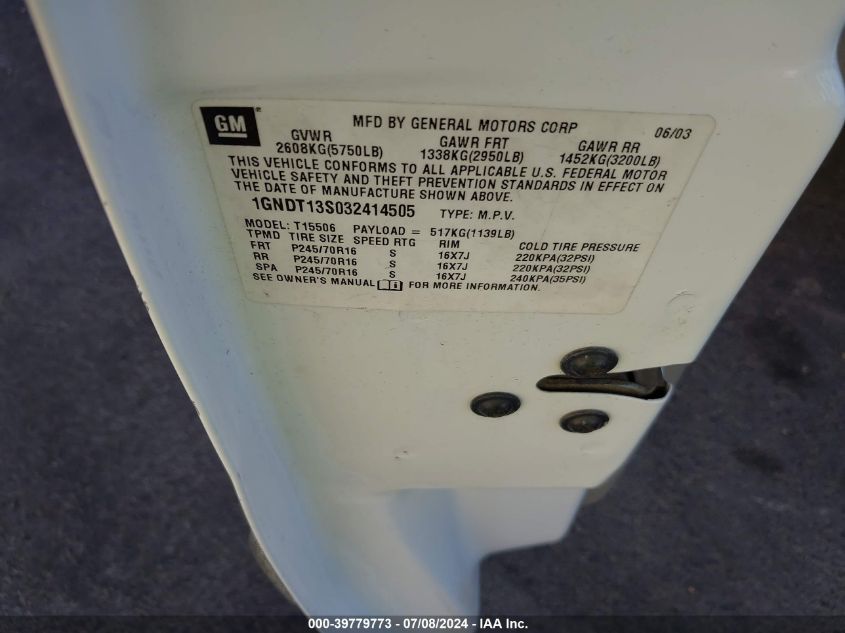 GM® MFD BY GENERAL MOTORS CORP 06/03
GVWR GAWR FRT GAWR RR
2608KG(5750LB) 1338KG(2950LB) 1452KG(3200LB)
THIS VEHICLE CONFORMS TO ALL APPLICABLE U.S. FEDERAL MOTOR
VEHICLE SAFETY AND THEFT PREVENTION STANDARDS IN EFFECT ON
THE DATE OF MANUFACTURE SHOWN ABOVE.
1GNDT13S032414505 TYPE: M.P.V.
MODEL: T15506 PAYLOAD = 517KG(1139LB)
TPMD TIRE SIZE SPEED RTG RIM COLD TIRE PRESSURE
FRT P245/70R16 S 16X7J 220KPA(32PSI)
RR P245/70R16 S 16X7J 220KPA(32PSI)
SPA P245/70R16 S 16X7J 240KPA(35PSI)
SEE OWNER'S MANUAL FOR MORE INFORMATION.
000-39779773 - 07/08/2024 - IAA Inc.